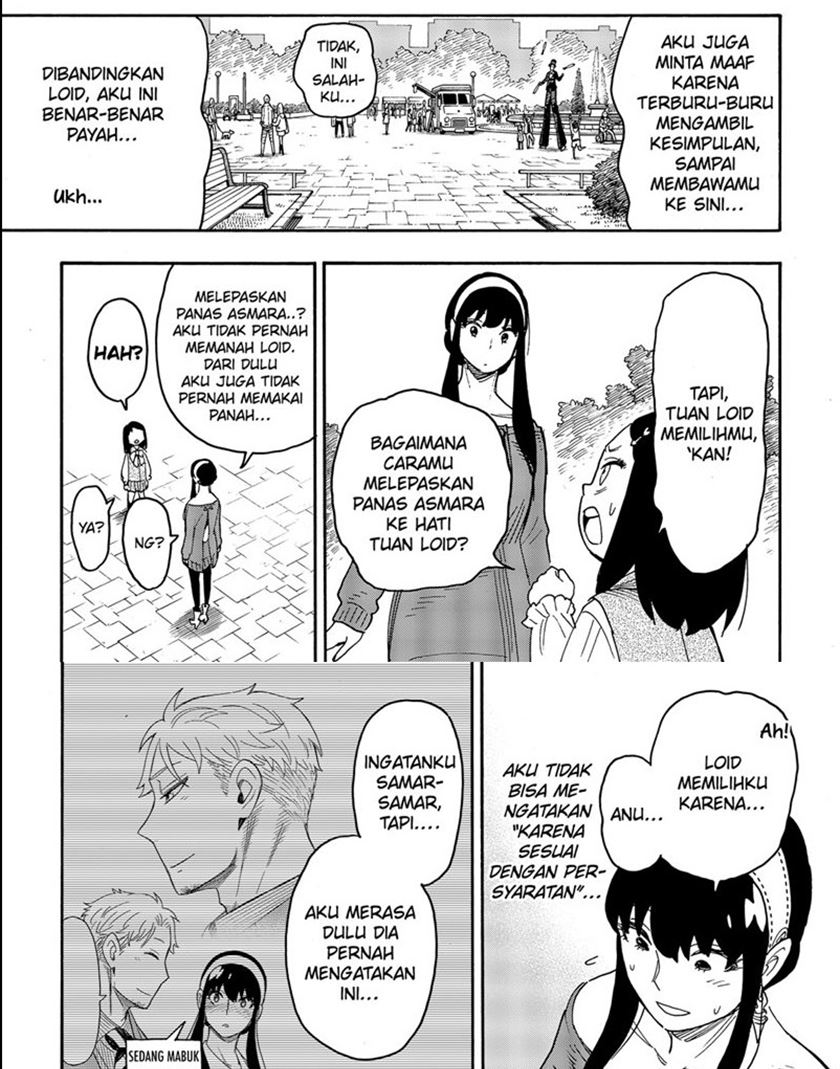 AKU JUGA
MINTA MAAF
KARENA
TERBURU-BURU
MENGAMBIL
KESIMPULAN,
SAMPAI
MEMBAWAMU
KE SINI...
TIDAK,
INI
SALAH-
KU...
DIBANDINGKAN
LOID, AKU INI
BENAR-BENAR
PAYAH...
Ukh...
TAPI,
TUAN LOID
MEMILIHMU,
'KAN!
BAGAIMANA
CARAMU
MELEPASKAN
PANAS ASMARA
KE HATI
TUAN LOID?
MELEPASKAN
PANAS ASMARA..?
AKU TIDAK PERNAH
MEMANAH LOID.
DARI DULU
AKU JUGA TIDAK
PERNAH MEMAKAI
PANAH...
HAH?
NG?
YA?
Ah!
LOID
MEMILIHKU
KARENA...
ANU...
AKU TIDAK
BISA ME-
NGATAKAN
"KARENA
SESUAI
DENGAN PER-
SYARATAN"...
INGATANKU
SAMAR-
SAMAR,
TAPI....
AKU MERASA
DULU DIA
PERNAH
MENGATAKAN
INI...
SEDANG MABUK